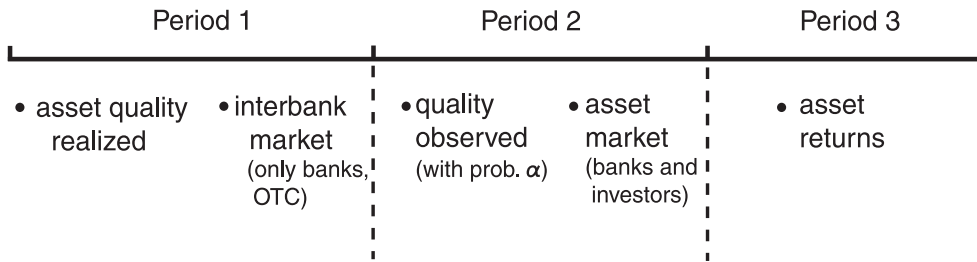 Period 1
Period 2
Period 3
• asset quality
realized
• interbank
market
(only banks,
OTC)
• quality
observed
(with prob. α)
• asset
market
(banks and
investors)
• asset
returns